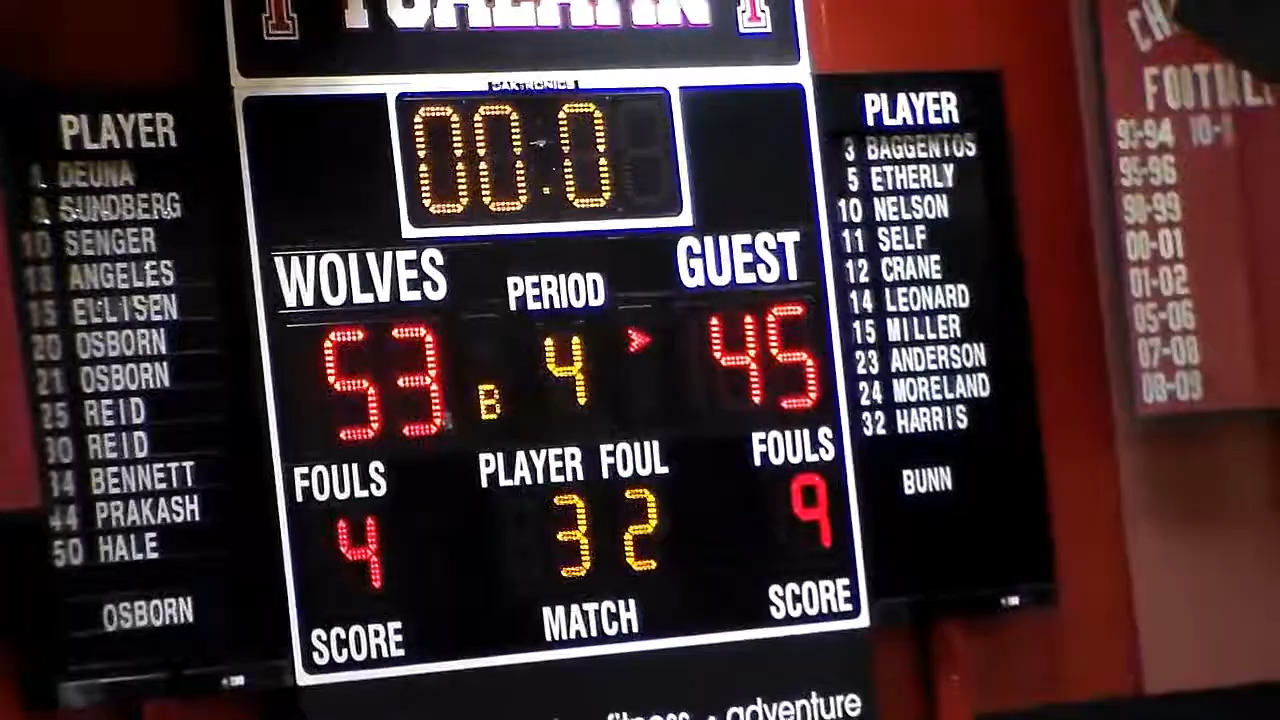 TUALATIN
DAKTRONICS
00.0
PLAYER
DEUNA
SUNDBERG
10 SENGER
13 ANGELES
15 ELLISEN
20 OSBORN
21 OSBORN
25 REID
30 REID
34 BENNETT
44 PRAKASH
50 HALE
OSBORN
WOLVES
PERIOD
GUEST
53
B
4
45
FOULS
PLAYER FOUL
FOULS
4
3 2
9
SCORE
MATCH
SCORE
fitness • adventure
PLAYER
3 BAGGENTOS
5 ETHERLY
10 NELSON
11 SELF
12 CRANE
14 LEONARD
15 MILLER
23 ANDERSON
24 MORELAND
32 HARRIS
BUNN
FOOTBALL
93-94
95-96
98-99
00-01
01-02
05-06
07-08
08-09